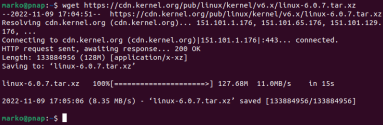 marko@pnap:~$ wget https://cdn.kernel.org/pub/linux/kernel/v6.x/linux-6.0.7.tar.xz
--2022-11-09 17:04:51-- https://cdn.kernel.org/pub/linux/kernel/v6.x/linux-6.0.7.tar.xz
Resolving cdn.kernel.org (cdn.kernel.org)... 151.101.1.176, 151.101.65.176, 151.101.129.
176, ...
Connecting to cdn.kernel.org (cdn.kernel.org)|151.101.1.176|:443... connected.
HTTP request sent, awaiting response... 200 OK
Length: 133884956 (128M) [application/x-xz]
Saving to: ‘linux-6.0.7.tar.xz’
linux-6.0.7.tar.xz 100%[=====================>] 127.68M 11.0MB/s in 15s
2022-11-09 17:05:06 (8.35 MB/s) - ‘linux-6.0.7.tar.xz’ saved [133884956/133884956]
marko@pnap:~$